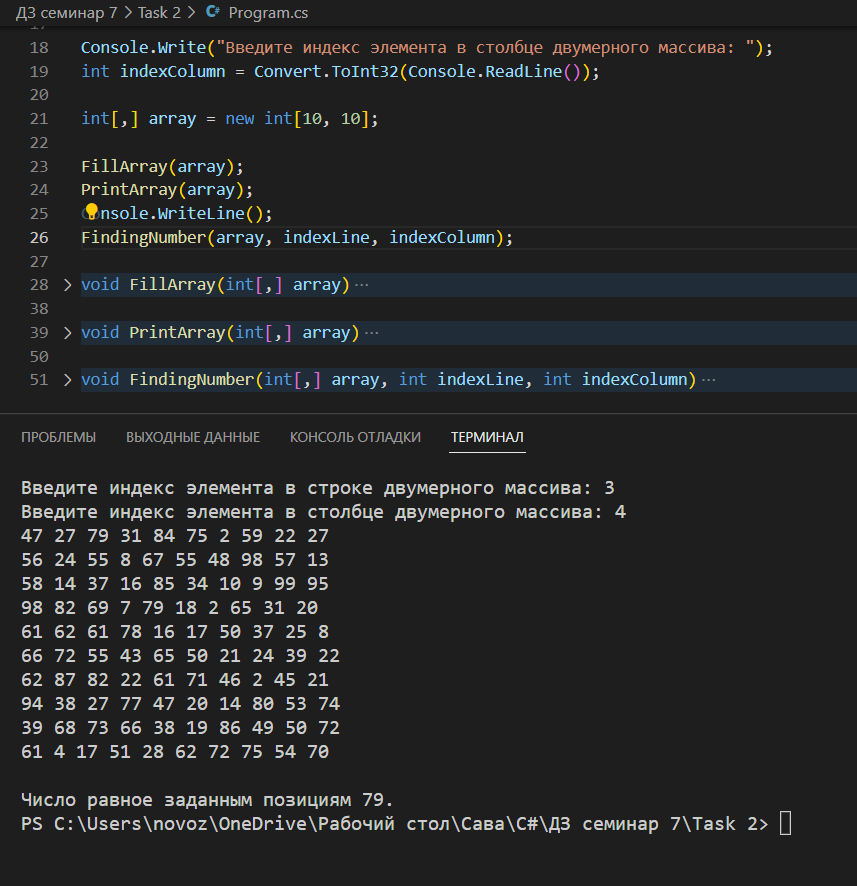 ДЗ семинар 7 > Task 2 > C# Program.cs
18 Console.Write("Введите индекс элемента в столбце двумерного массива: ");
19 int indexColumn = Convert.ToInt32(Console.ReadLine());
20
21 int[,] array = new int[10, 10];
22
23 FillArray(array);
24 PrintArray(array);
25 nsole.WriteLine();
26 FindingNumber(array, indexLine, indexColumn);
27
28 > void FillArray(int[,] array) ···
38
39 > void PrintArray(int[,] array) ···
50
51 > void FindingNumber(int[,] array, int indexLine, int indexColumn) ···
ПРОБЛЕМЫ ВЫХОДНЫЕ ДАННЫЕ КОНСОЛЬ ОТЛАДКИ ТЕРМИНАЛ
Введите индекс элемента в строке двумерного массива: 3
Введите индекс элемента в столбце двумерного массива: 4
47 27 79 31 84 75 2 59 22 27
56 24 55 8 67 55 48 98 57 13
58 14 37 16 85 34 10 9 99 95
98 82 69 7 79 18 2 65 31 20
61 62 61 78 16 17 50 37 25 8
66 72 55 43 65 50 21 24 39 22
62 87 82 22 61 71 46 2 45 21
94 38 27 77 47 20 14 80 53 74
39 68 73 66 38 19 86 49 50 72
61 4 17 51 28 62 72 75 54 70
Число равное заданным позициям 79.
PS C:\Users\novoz\OneDrive\Рабочий стол\Сава\C#\ДЗ семинар 7\Task 2>